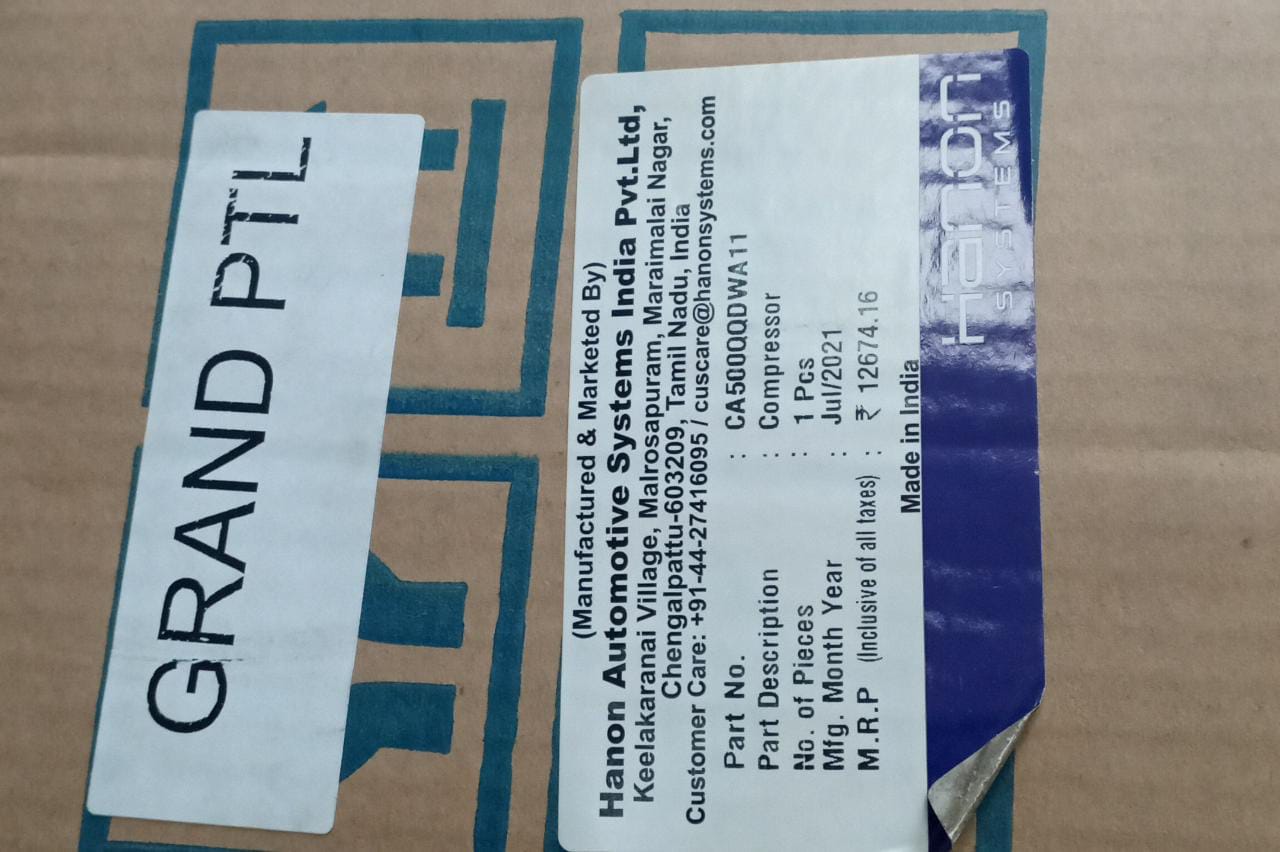 GRAND PTL
(Manufactured & Marketed By)
Hanon Automotive Systems India Pvt.Ltd,
Keelakaranai Village, Malrosapuram, Maraimalai Nagar,
Chengalpattu-603209, Tamil Nadu, India
Customer Care: +91-44-27416095 / cuscare@hanonsystems.com
Part No. : CA500QQDWA11
Part Description : Compressor
No. of Pieces : 1 Pcs
Mfg. Month Year : Jul/2021
M.R.P (Inclusive of all taxes) : ₹ 12674.16
Made in India
Hanon
SYSTEMS